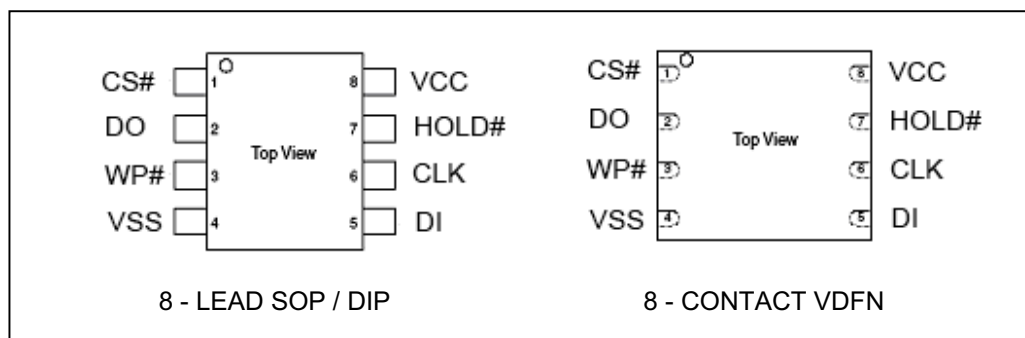 CS# 1 8 VCC
DO 2 7 HOLD#
Top View
WP# 3 6 CLK
VSS 4 5 DI
8 - LEAD SOP / DIP
CS# 1 8 VCC
DO 2 7 HOLD#
Top View
WP# 3 6 CLK
VSS 4 5 DI
8 - CONTACT VDFN